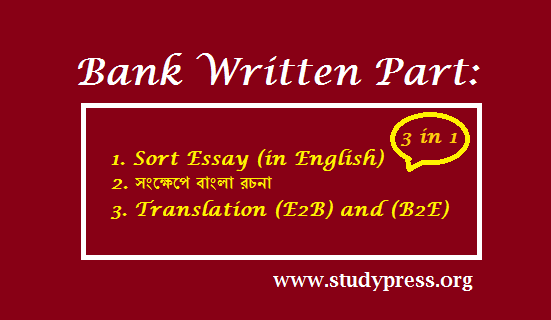 Bank Written Part:
3 in 1
1. Sort Essay (in English)
2. সংক্ষেপে বাংলা রচনা
3. Translation (E2B) and (B2E)
www.studypress.org